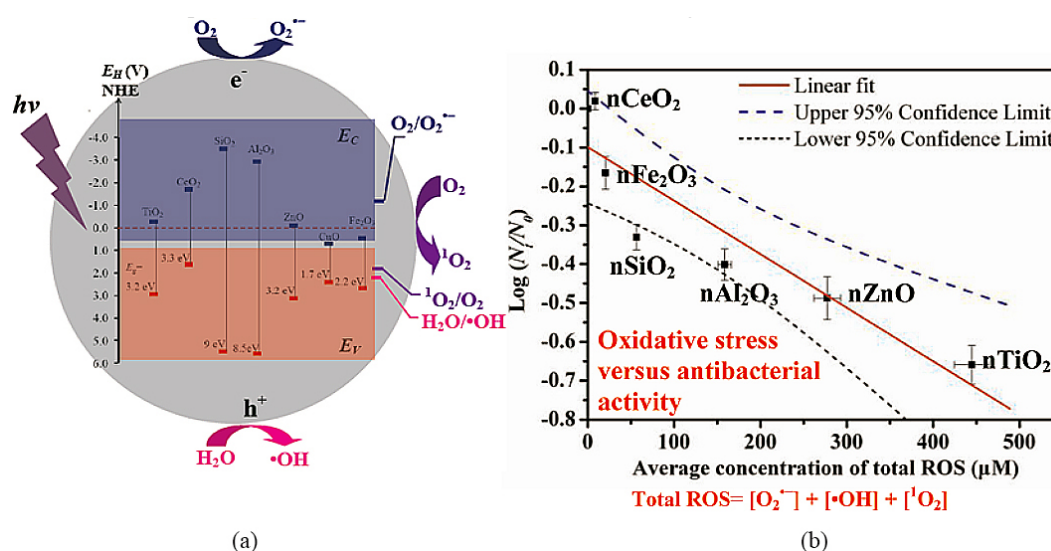 O₂ O₂•−
e⁻
E_H (V)
NHE
hν
-4.0
-3.0
-2.0
-1.0
0.0
1.0
2.0
3.0
4.0
5.0
6.0
E_C
SiO₂
Al₂O₃
CeO₂
TiO₂
ZnO
Fe₂O₃
CuO
3.3 eV
3.2 eV
3.2 eV
1.7 eV
2.2 eV
9 eV
8.5eV
E_V
O₂/O₂•−
O₂
¹O₂
¹O₂/O₂
H₂O/•OH
h⁺
H₂O •OH
(a)
0.1
0.0
-0.1
-0.2
-0.3
-0.4
-0.5
-0.6
-0.7
-0.8
Log (Nₜ/N₀)
Linear fit
Upper 95% Confidence Limit
Lower 95% Confidence Limit
nCeO₂
nFe₂O₃
nSiO₂
nAl₂O₃
nZnO
nTiO₂
Oxidative stress
versus antibacterial
activity
0 100 200 300 400 500
Average concentration of total ROS (μM)
Total ROS= [O₂•−] + [•OH] + [¹O₂]
(b)